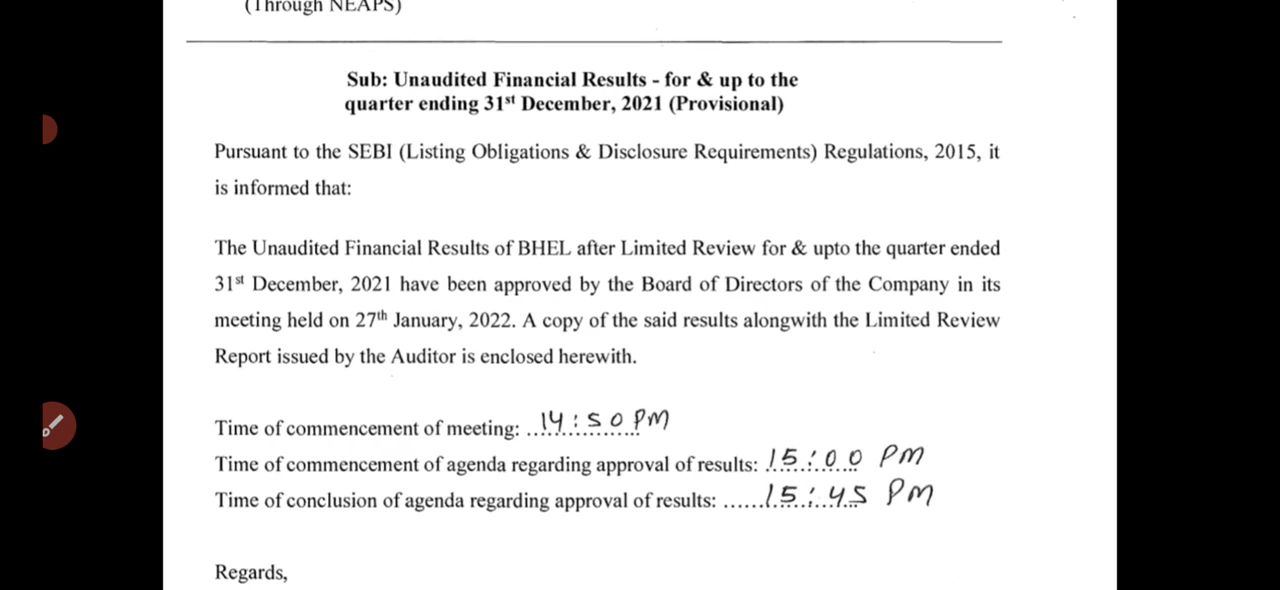 (Through NEAPS)
Sub: Unaudited Financial Results - for & up to the
quarter ending 31st December, 2021 (Provisional)
Pursuant to the SEBI (Listing Obligations & Disclosure Requirements) Regulations, 2015, it
is informed that:
The Unaudited Financial Results of BHEL after Limited Review for & upto the quarter ended
31st December, 2021 have been approved by the Board of Directors of the Company in its
meeting held on 27th January, 2022. A copy of the said results alongwith the Limited Review
Report issued by the Auditor is enclosed herewith.
Time of commencement of meeting: ..14:50 PM
Time of commencement of agenda regarding approval of results: 15:00 PM
Time of conclusion of agenda regarding approval of results: ......15:45 PM
Regards,